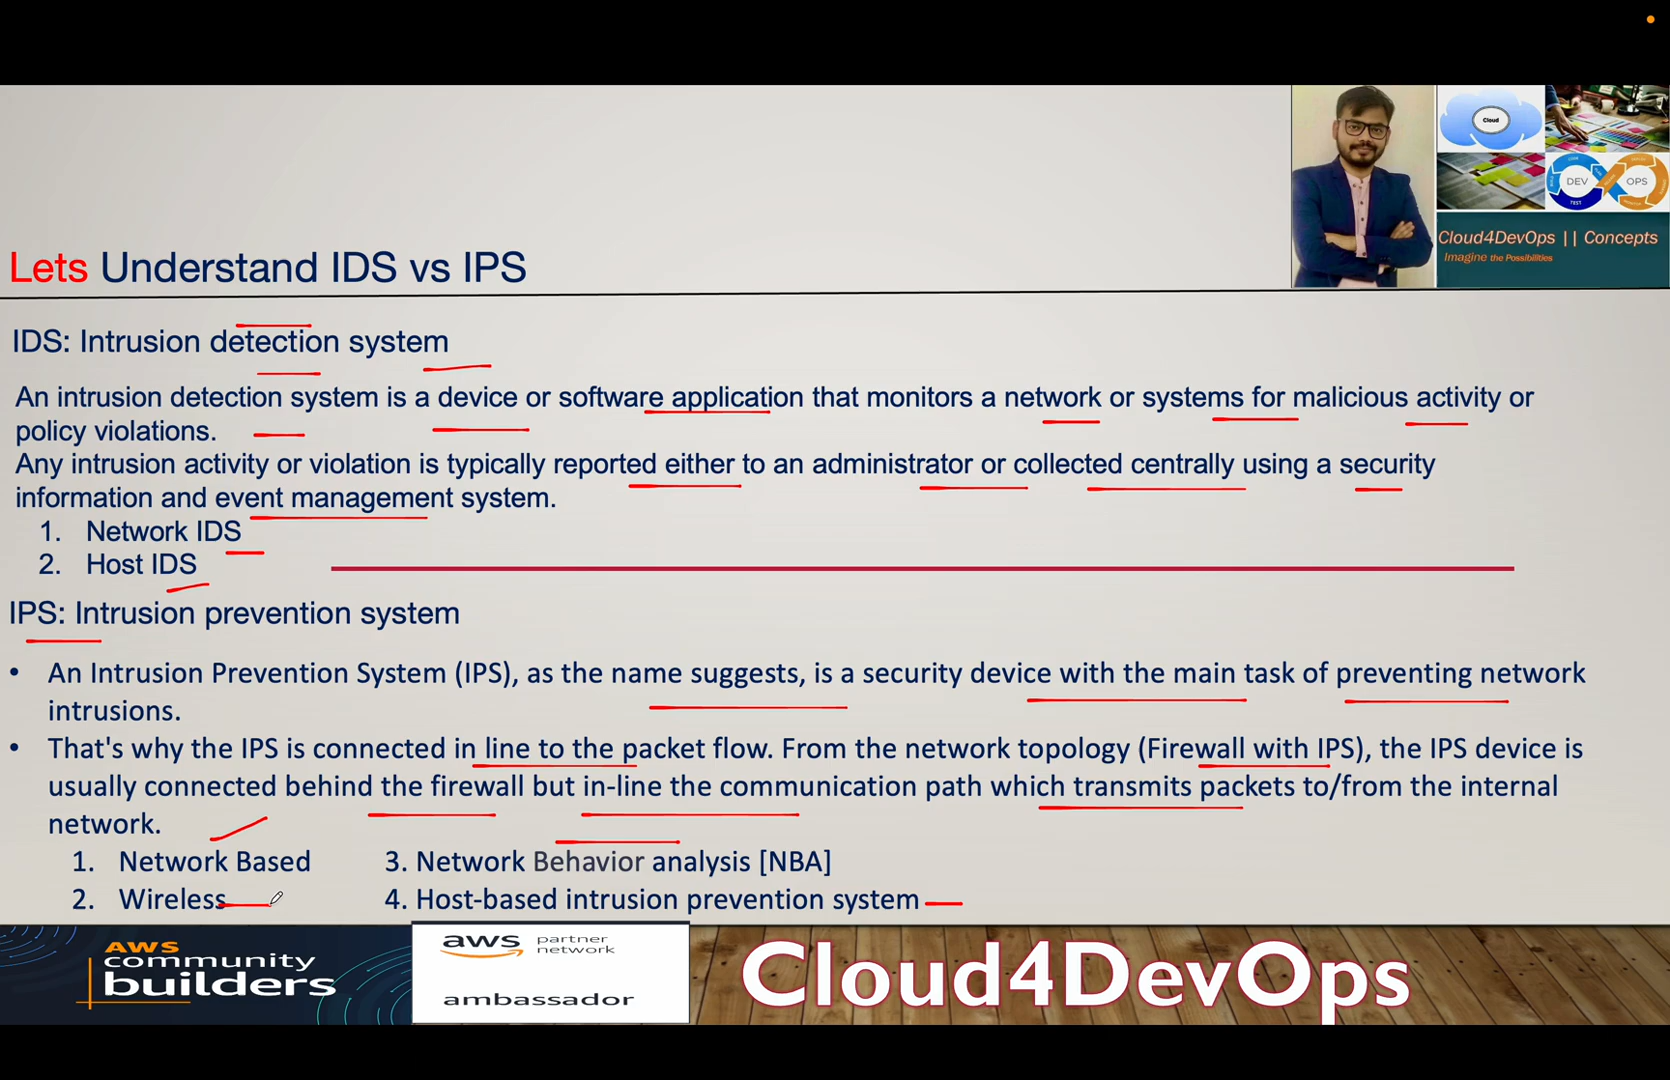 Cloud
DEV
OPS
TEST
Cloud4DevOps || Concepts
Imagine the Possibilities
Lets Understand IDS vs IPS
IDS: Intrusion detection system
An intrusion detection system is a device or software application that monitors a network or systems for malicious activity or
policy violations.
Any intrusion activity or violation is typically reported either to an administrator or collected centrally using a security
information and event management system.
1. Network IDS
2. Host IDS
IPS: Intrusion prevention system
• An Intrusion Prevention System (IPS), as the name suggests, is a security device with the main task of preventing network
intrusions.
• That's why the IPS is connected in line to the packet flow. From the network topology (Firewall with IPS), the IPS device is
usually connected behind the firewall but in-line the communication path which transmits packets to/from the internal
network.
1. Network Based
2. Wireless
3. Network Behavior analysis [NBA]
4. Host-based intrusion prevention system
AWS
community
builders
aws partner
network
ambassador
Cloud4DevOps